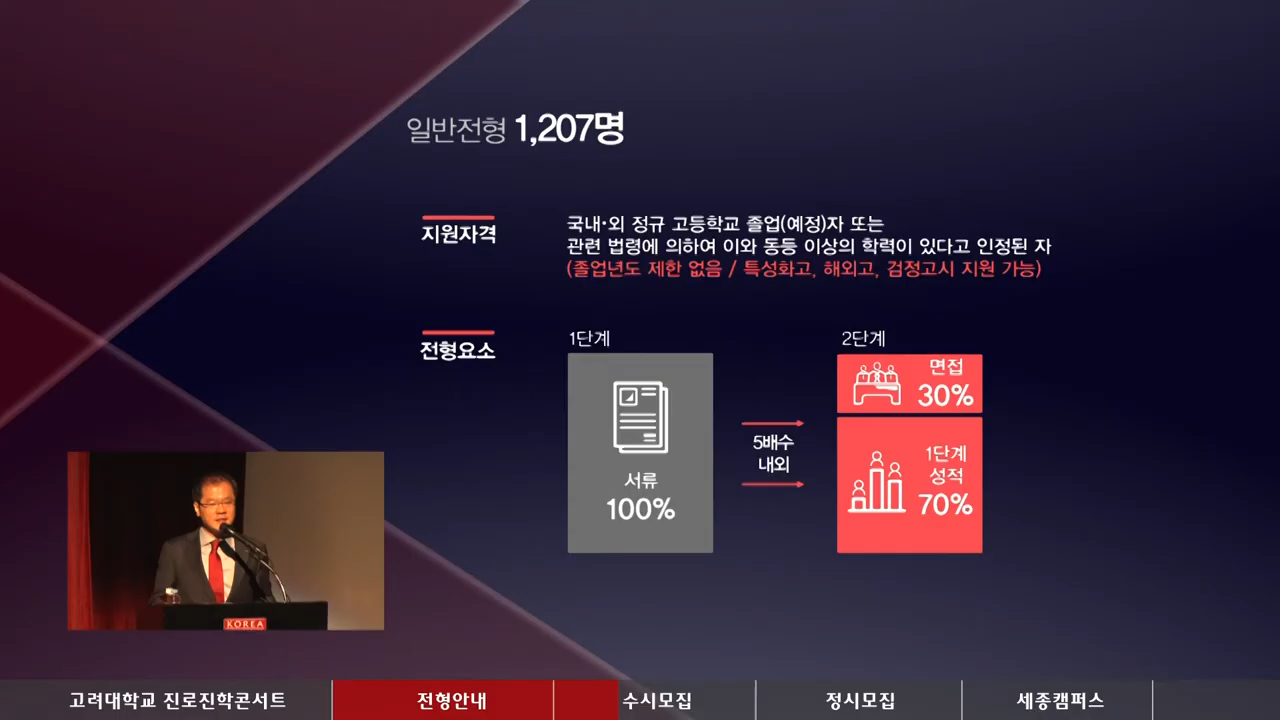 일반전형 1,207명
지원자격
국내·외 정규 고등학교 졸업(예정)자 또는
관련 법령에 의하여 이와 동등 이상의 학력이 있다고 인정된 자
(졸업년도 제한 없음 / 특성화고, 해외고, 검정고시 지원 가능)
전형요소
1단계
서류
100%
5배수
내외
2단계
면접
30%
1단계
성적
70%
KOREA
고려대학교 진로진학콘서트
전형안내
수시모집
정시모집
세종캠퍼스